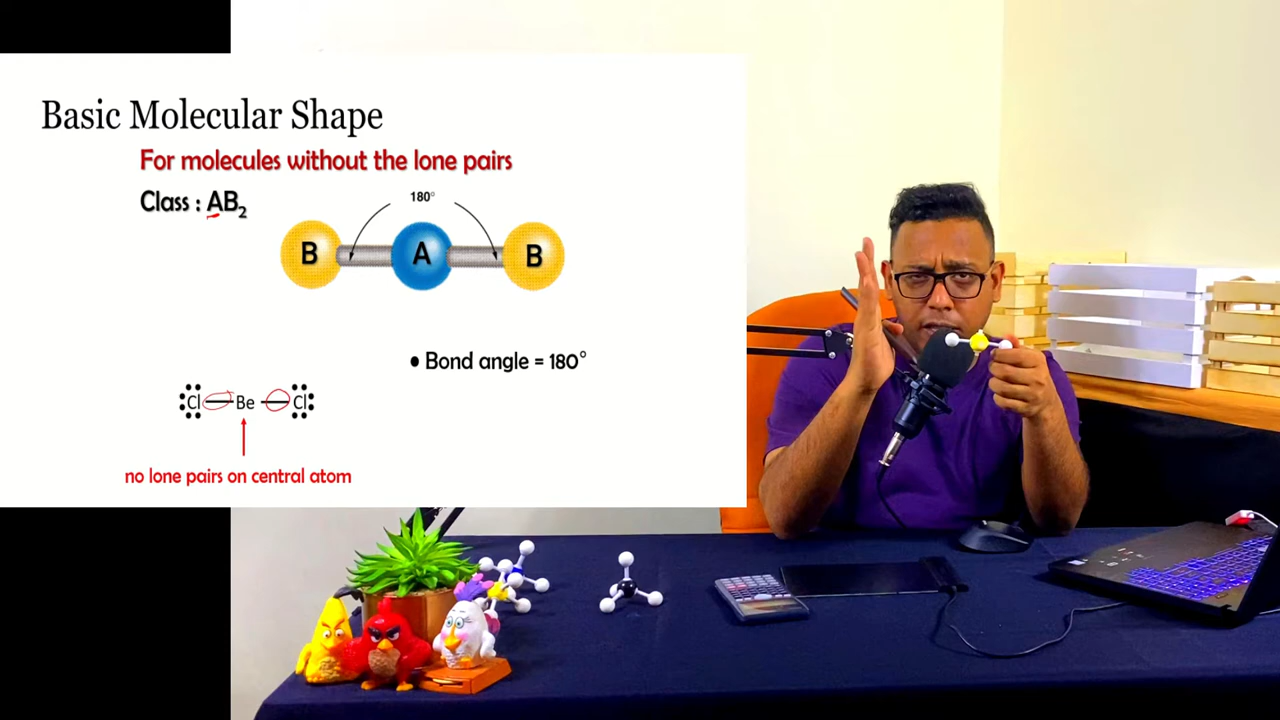 Basic Molecular Shape
For molecules without the lone pairs
Class : AB₂
180°
B A B
• Bond angle = 180°
Cl — Be — Cl
no lone pairs on central atom